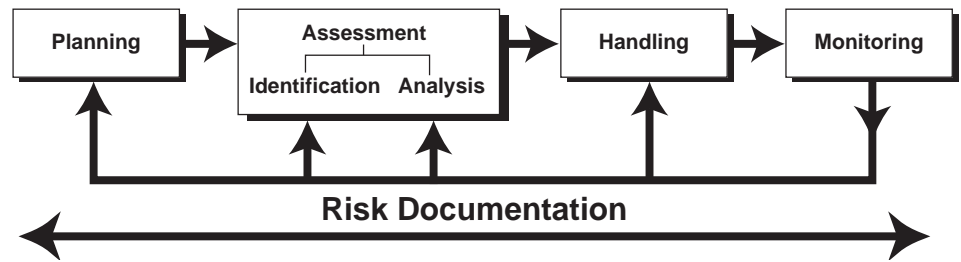 Planning
Assessment
Identification Analysis
Handling
Monitoring
Risk Documentation